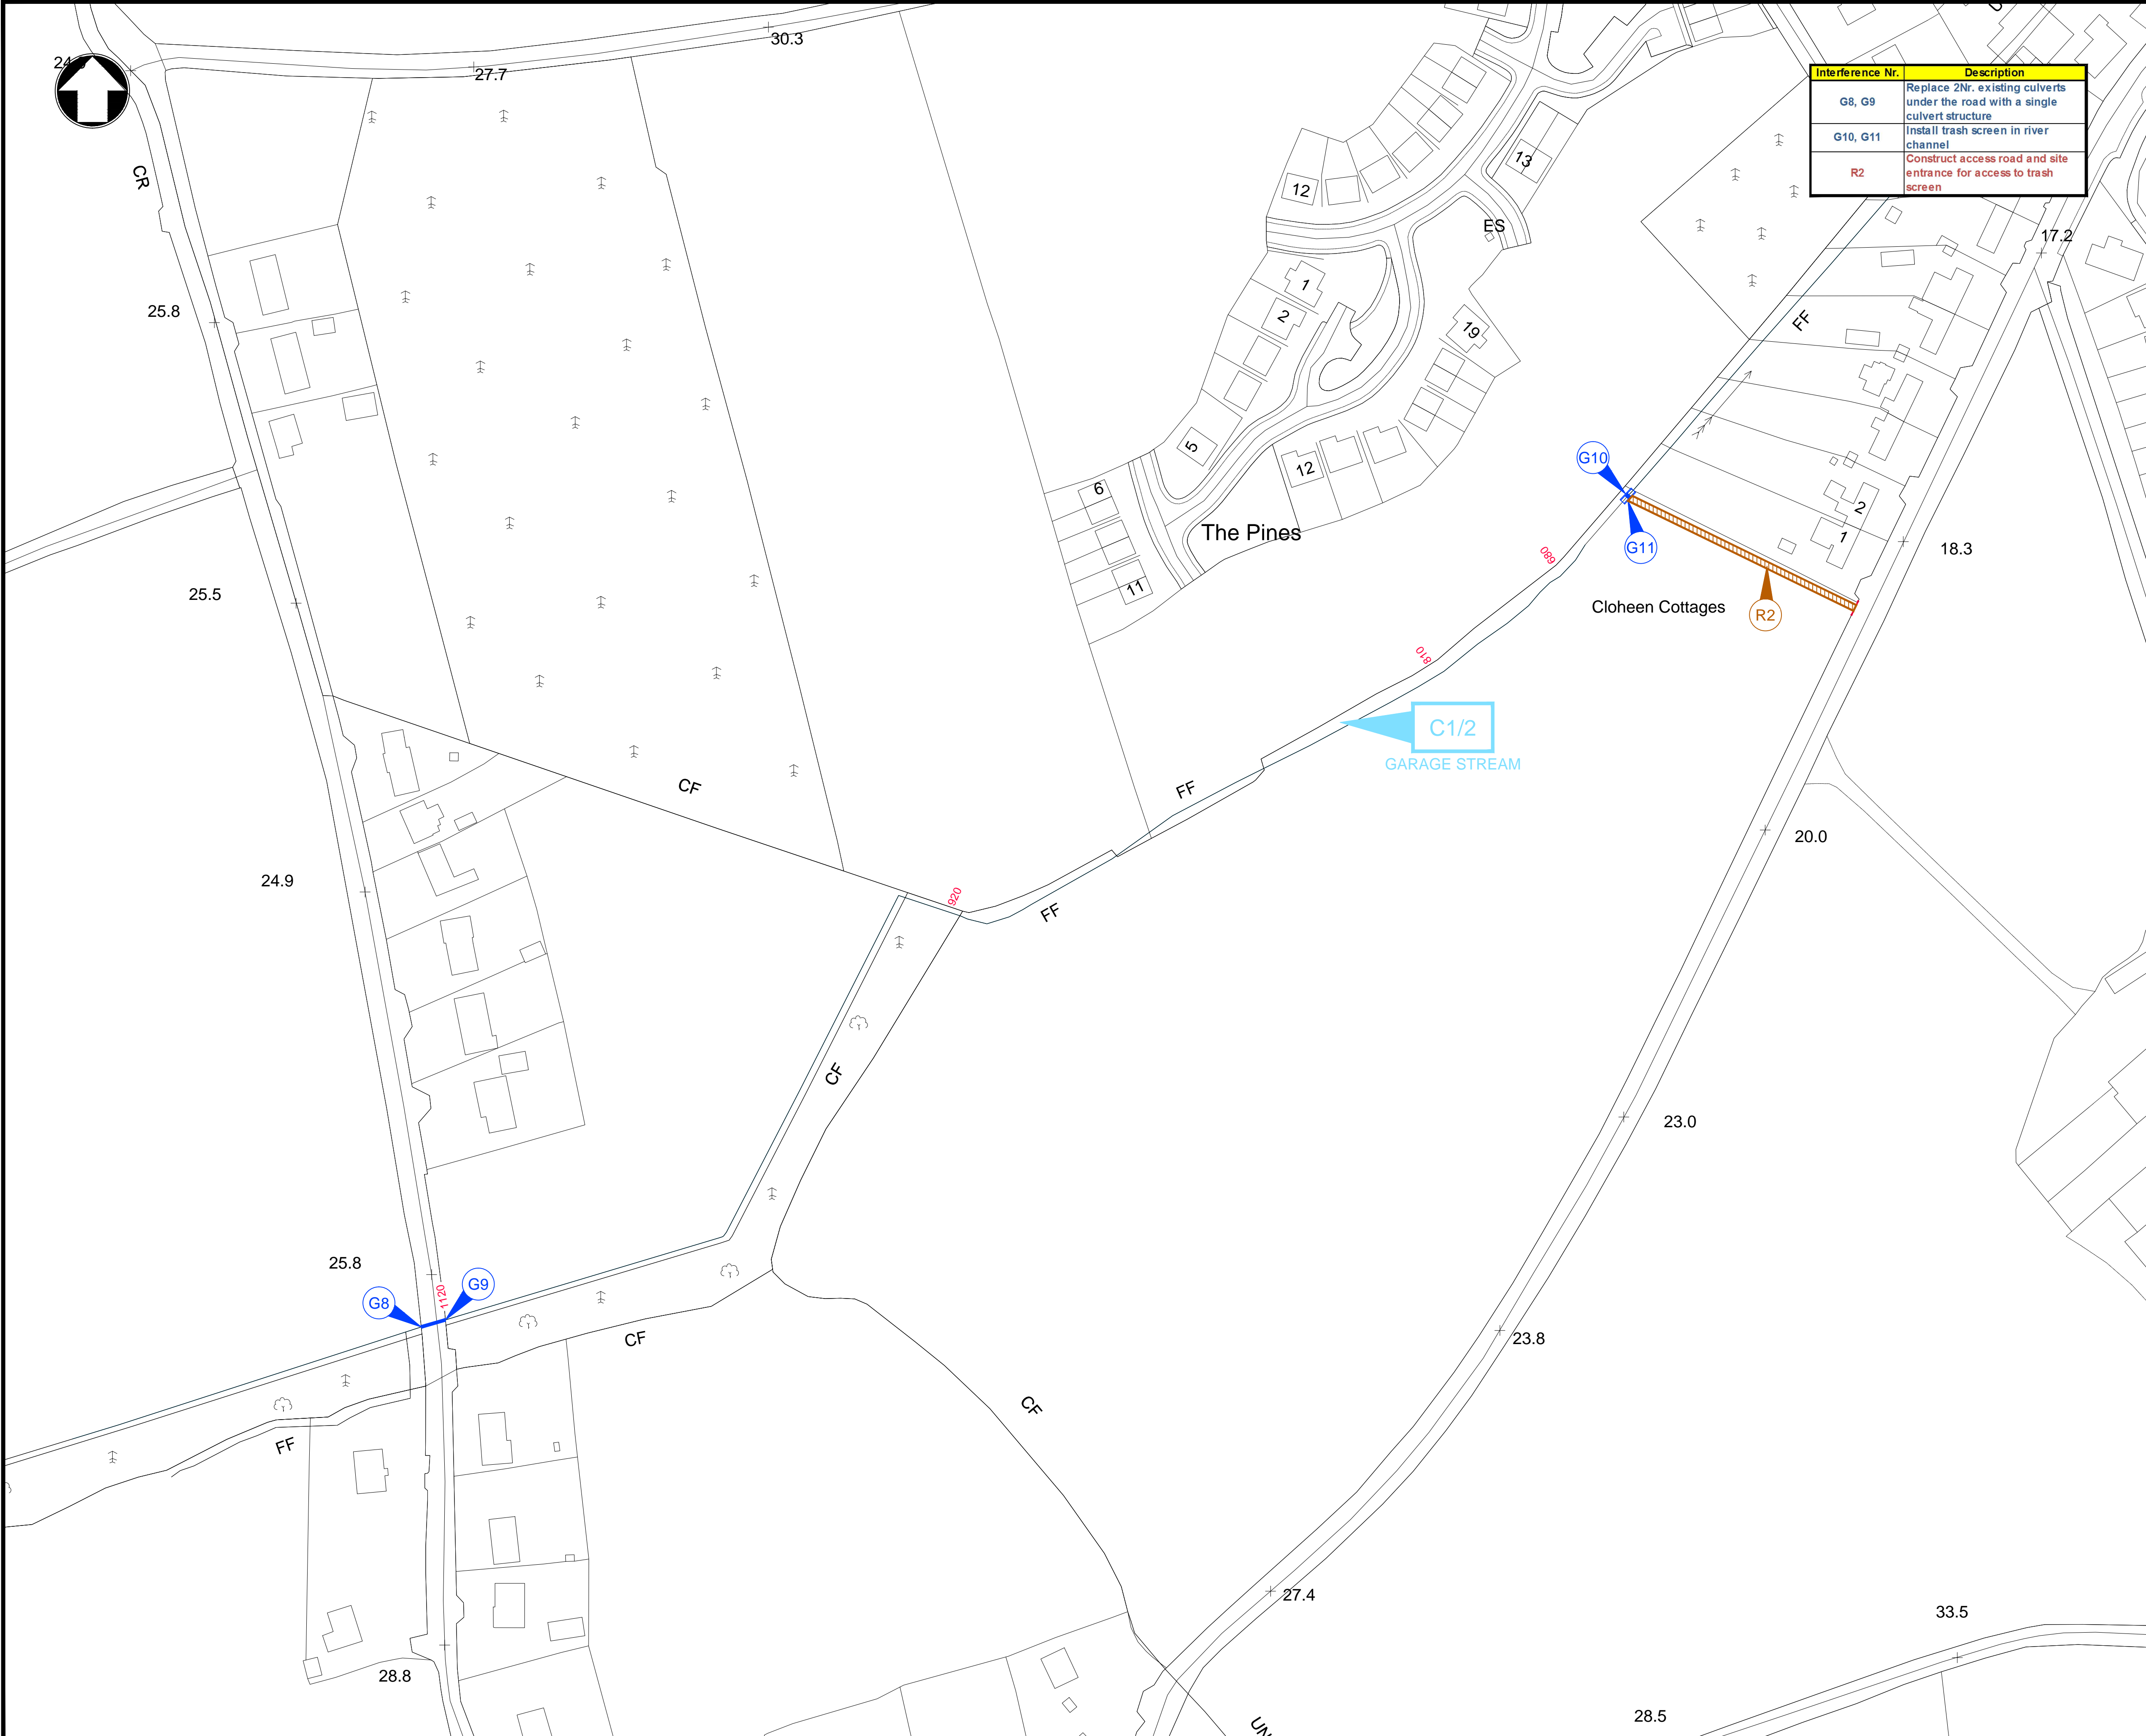 30.3
27.7
CR
Interference Nr. Description
G8, G9 Replace 2Nr. existing culverts
under the road with a single
culvert structure
G10, G11 Install trash screen in river
channel
R2 Construct access road and site
entrance for access to trash
screen
13
12
ES
17.2
1
2
25.8
19
FF
5
12
G10
6
2
The Pines
1
G11
18.3
680
11
25.5
Cloheen Cottages
R2
810
C1/2
GARAGE STREAM
CF
FF
20.0
24.9
920
FF
CF
23.0
25.8
G9
1120
G8
CF
23.8
CF
FF
27.4
33.5
28.8
28.5
UN